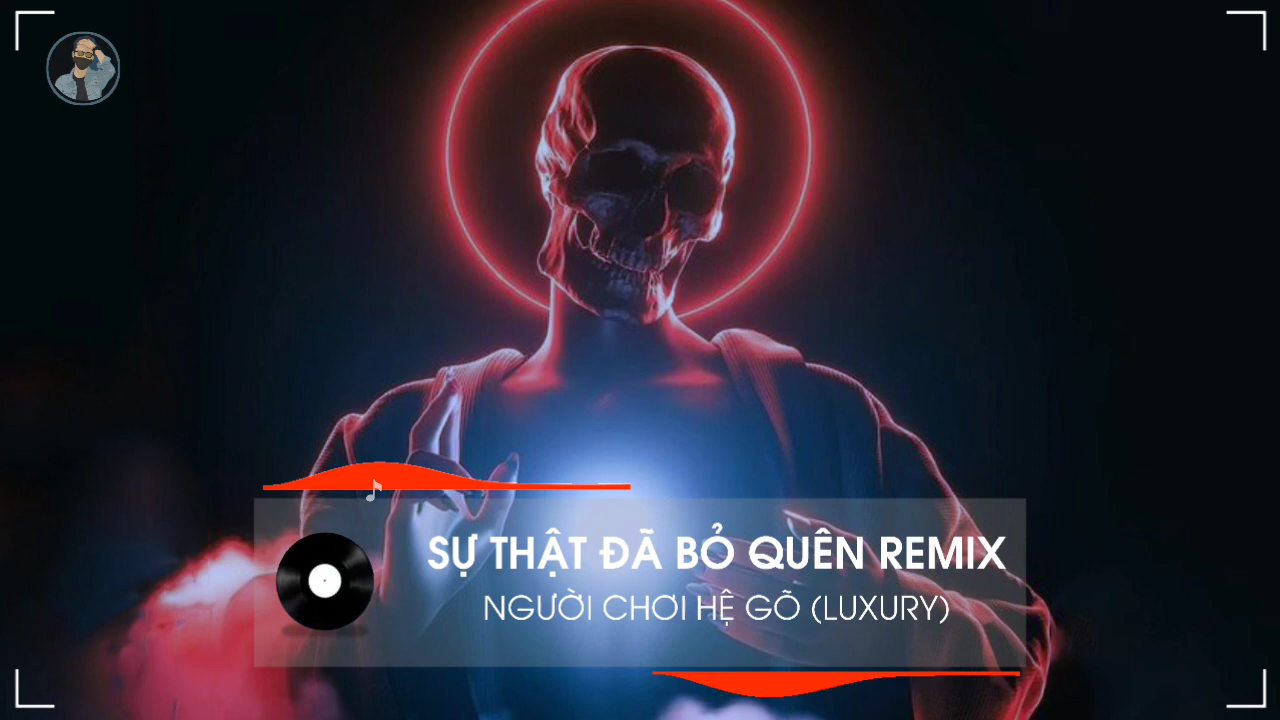 SỰ THẬT ĐÃ BỎ QUÊN REMIX
NGƯỜI CHƠI HỆ GÕ (LUXURY)